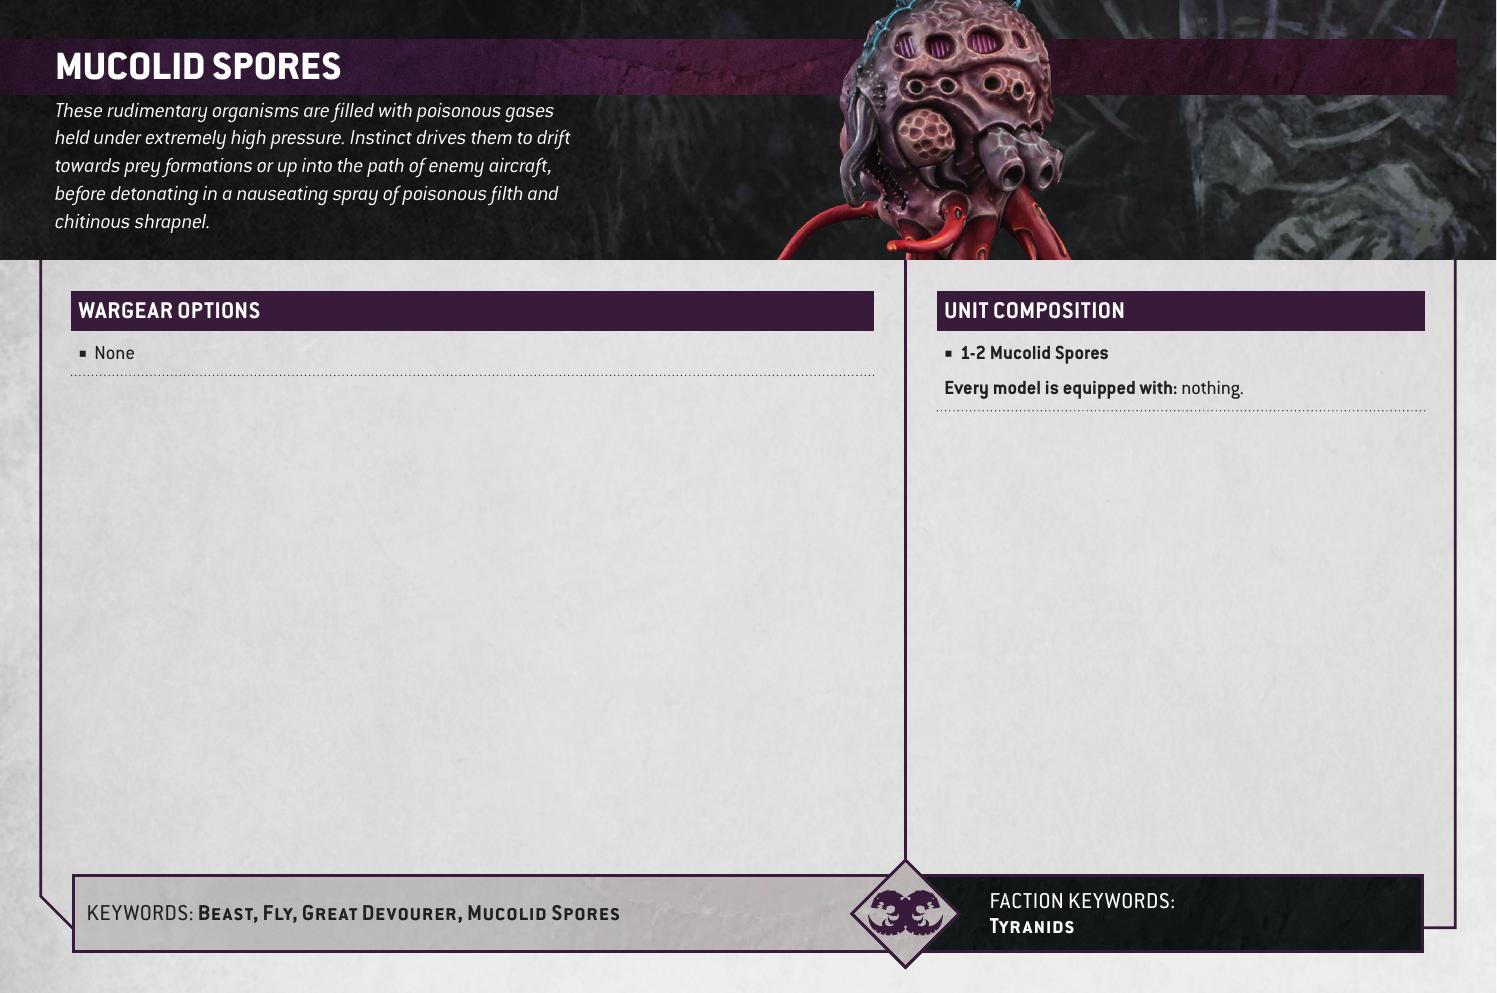 MUCOLID SPORES
These rudimentary organisms are filled with poisonous gases
held under extremely high pressure. Instinct drives them to drift
towards prey formations or up into the path of enemy aircraft,
before detonating in a nauseating spray of poisonous filth and
chitinous shrapnel.
WARGEAR OPTIONS
■ None
UNIT COMPOSITION
■ 1-2 Mucolid Spores
Every model is equipped with: nothing.
KEYWORDS: Beast, Fly, Great Devourer, Mucolid Spores
FACTION KEYWORDS:
Tyranids